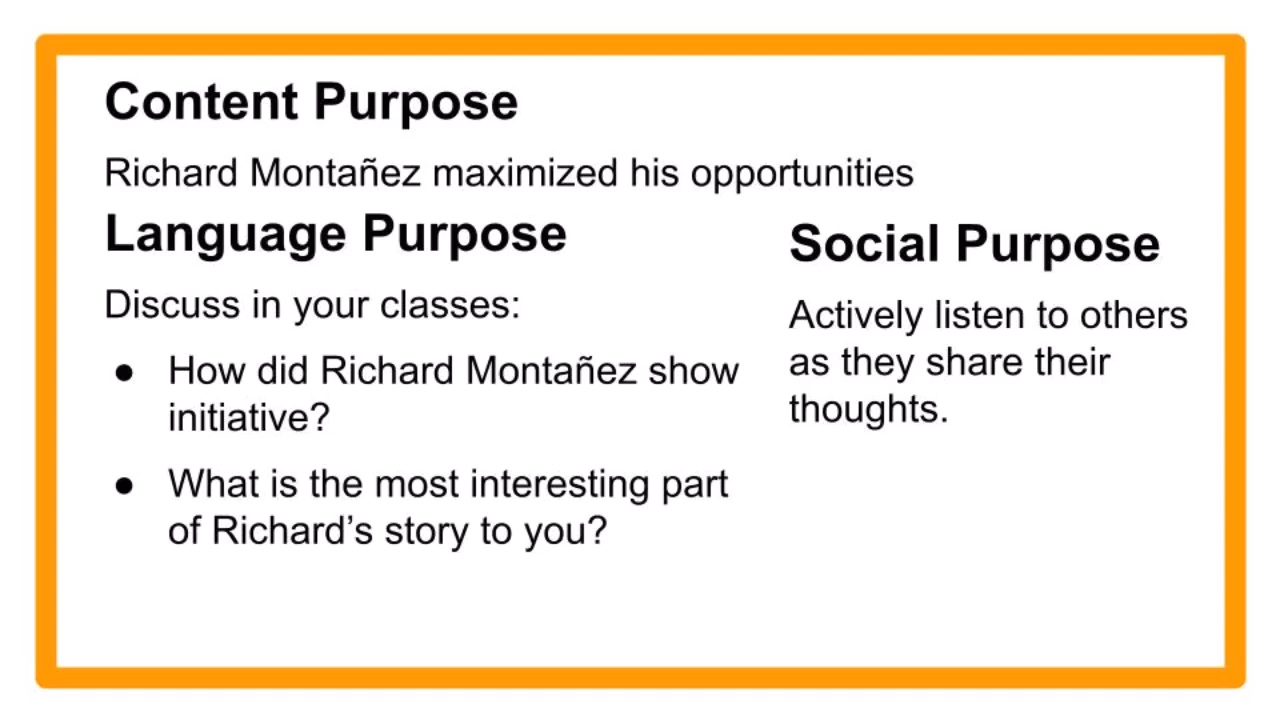 Content Purpose
Richard Montañez maximized his opportunities
Language Purpose
Discuss in your classes:
● How did Richard Montañez show
initiative?
● What is the most interesting part
of Richard’s story to you?
Social Purpose
Actively listen to others
as they share their
thoughts.